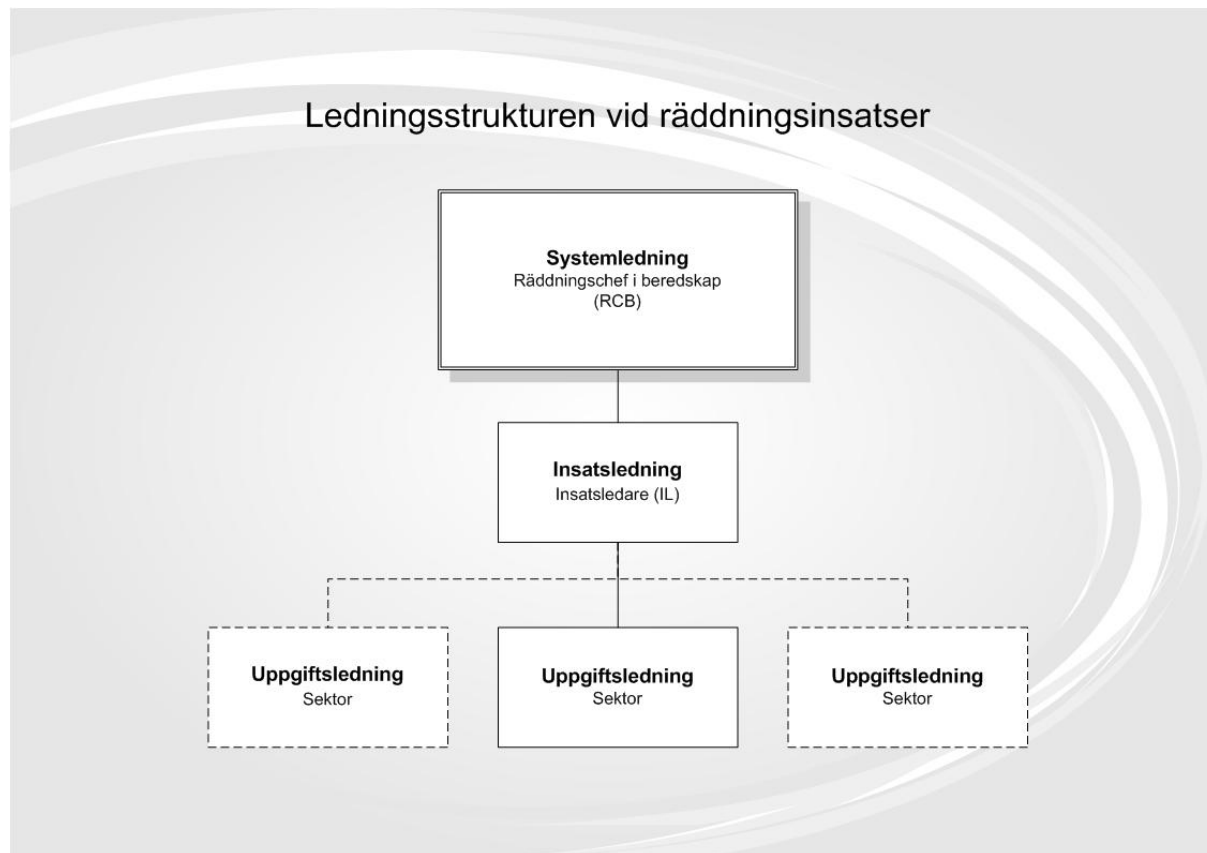 Ledningsstrukturen vid räddningsinsatser
Systemledning
Räddningschef i beredskap
(RCB)
Insatsledning
Insatsledare (IL)
Uppgiftsledning
Sektor
Uppgiftsledning
Sektor
Uppgiftsledning
Sektor